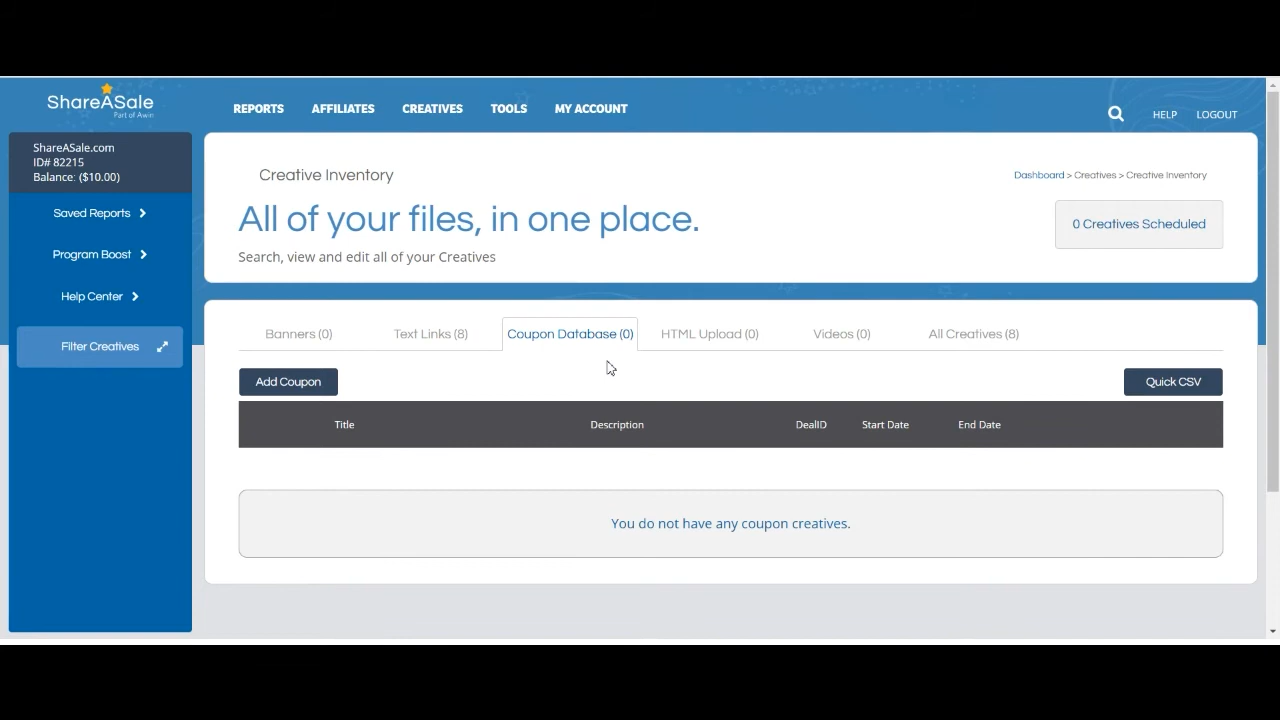 ShareASale
Part of Awin
REPORTS AFFILIATES CREATIVES TOOLS MY ACCOUNT
HELP LOGOUT
ShareASale.com
ID# 82215
Balance: ($10.00)
Saved Reports
Program Boost
Help Center
Filter Creatives
Creative Inventory
Dashboard > Creatives > Creative Inventory
All of your files, in one place.
0 Creatives Scheduled
Search, view and edit all of your Creatives
Banners (0) Text Links (8) Coupon Database (0) HTML Upload (0) Videos (0) All Creatives (8)
Add Coupon Quick CSV
Title Description DealID Start Date End Date
You do not have any coupon creatives.